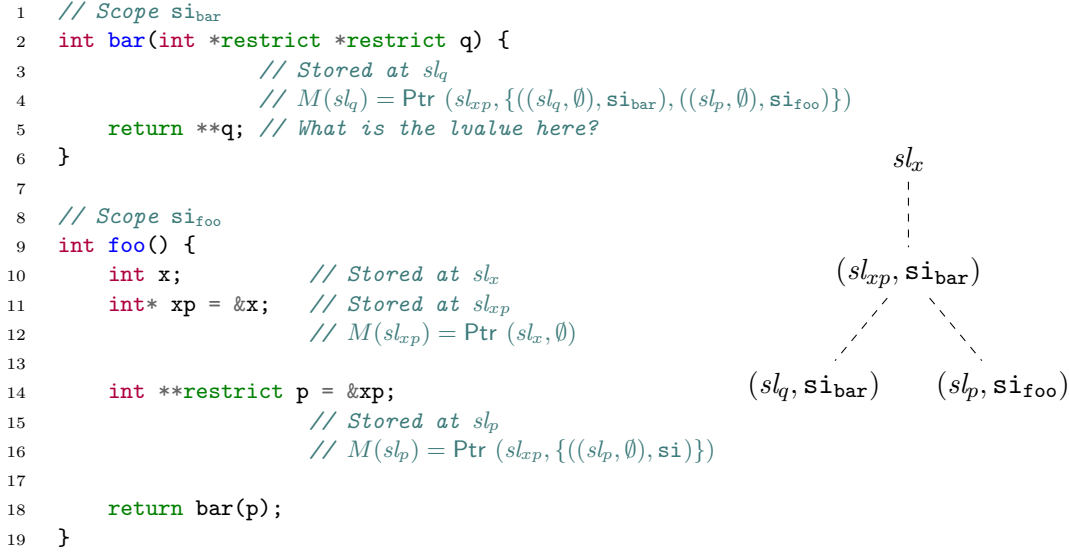 1 // Scope si_bar
2 int bar(int *restrict *restrict q) {
3 // Stored at sl_q
4 // M(sl_q) = Ptr (sl_xp, {((sl_q, ∅), si_bar), ((sl_p, ∅), si_foo)})
5 return **q; // What is the lvalue here?
6 }
7
8 // Scope si_foo
9 int foo() {
10 int x; // Stored at sl_x
11 int* xp = &x; // Stored at sl_xp
12 // M(sl_xp) = Ptr (sl_x, ∅)
13
14 int **restrict p = &xp;
15 // Stored at sl_p
16 // M(sl_p) = Ptr (sl_xp, {((sl_p, ∅), si)})
17
18 return bar(p);
19 }
sl_x
(sl_xp, si_bar)
(sl_q, si_bar) (sl_p, si_foo)